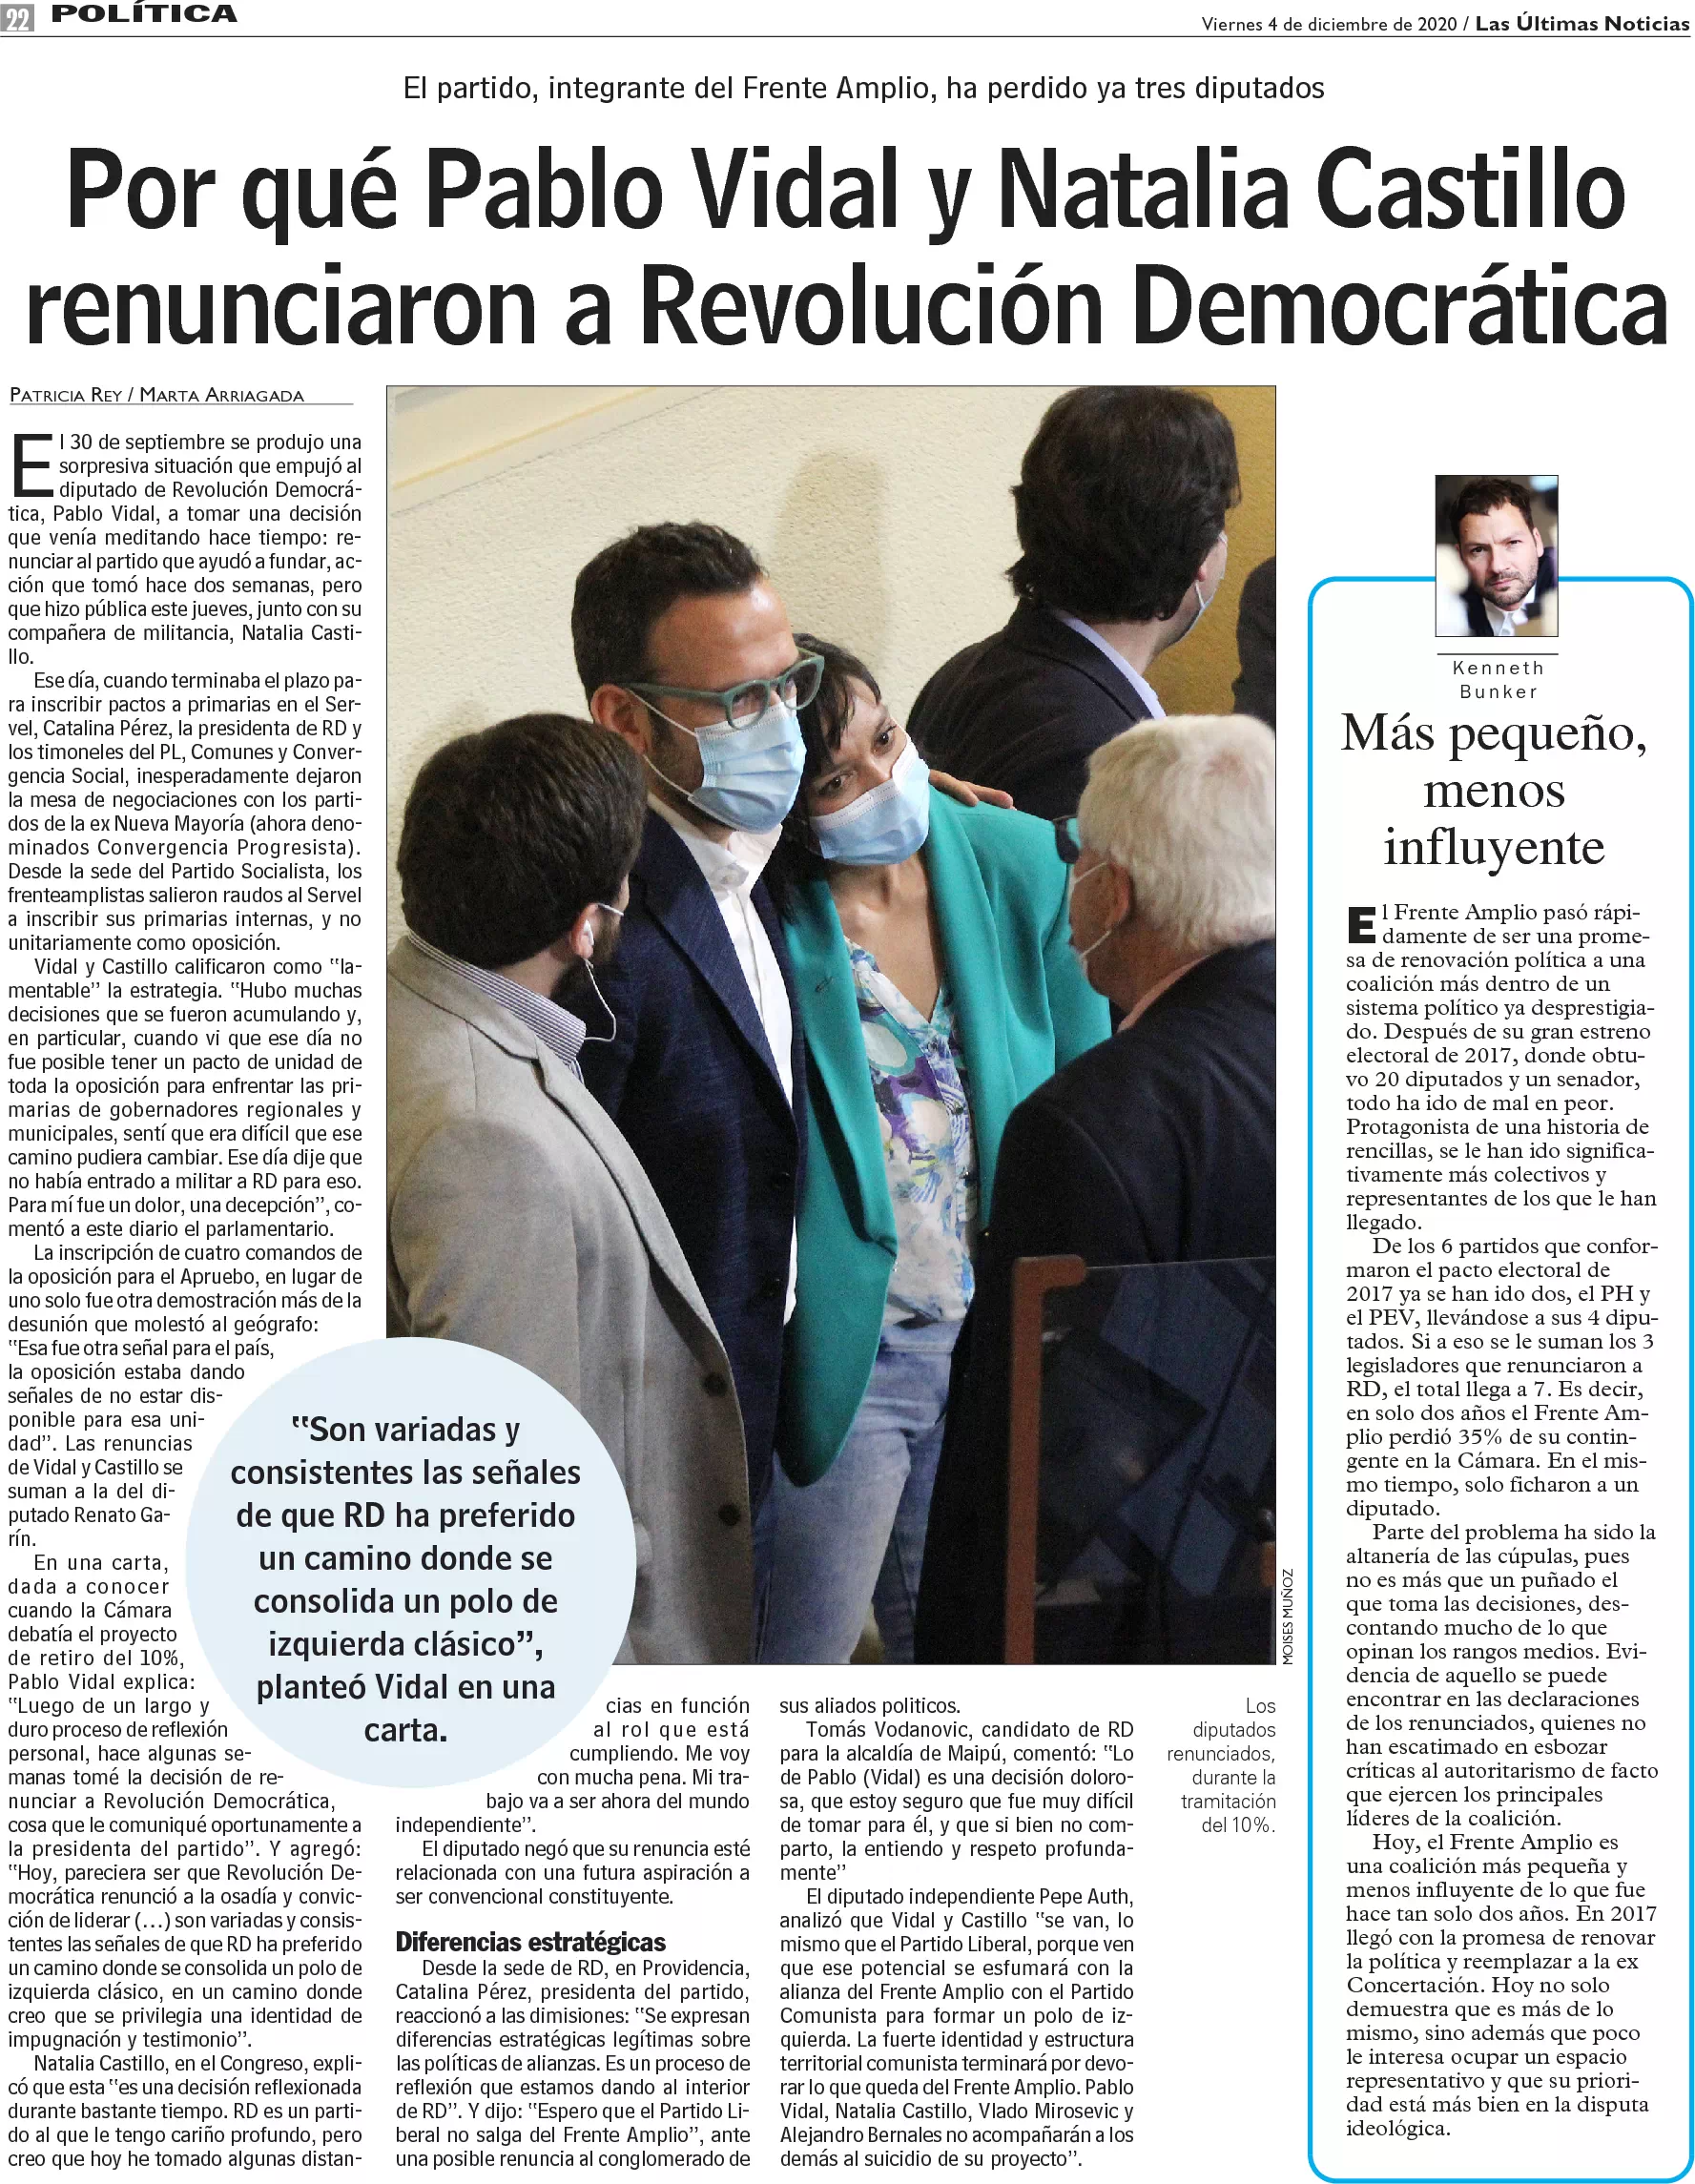 22 POLÍTICA
Viernes 4 de diciembre de 2020 / Las Últimas Noticias
El partido, integrante del Frente Amplio, ha perdido ya tres diputados
Por qué Pablo Vidal y Natalia Castillo
renunciaron a Revolución Democrática
PATRICIA REY / MARTA ARRIAGADA
El 30 de septiembre se produjo una
sorpresiva situación que empujó al
diputado de Revolución Democrá-
tica, Pablo Vidal, a tomar una decisión
que venía meditando hace tiempo: re-
nunciar al partido que ayudó a fundar, ac-
ción que tomó hace dos semanas, pero
que hizo pública este jueves, junto con su
compañera de militancia, Natalia Casti-
llo.
Ese día, cuando terminaba el plazo pa-
ra inscribir pactos a primarias en el Ser-
vel, Catalina Pérez, la presidenta de RD y
los timoneles del PL, Comunes y Conver-
gencia Social, inesperadamente dejaron
la mesa de negociaciones con los parti-
dos de la ex Nueva Mayoría (ahora deno-
minados Convergencia Progresista).
Desde la sede del Partido Socialista, los
frenteamplistas salieron raudos al Servel
a inscribir sus primarias internas, y no
unitariamente como oposición.
Vidal y Castillo calificaron como "la-
mentable" la estrategia. "Hubo muchas
decisiones que se fueron acumulando y,
en particular, cuando vi que ese día no
fue posible tener un pacto de unidad de
toda la oposición para enfrentar las pri-
marias de gobernadores regionales y
municipales, sentí que era difícil que ese
camino pudiera cambiar. Ese día dije que
no había entrado a militar a RD para eso.
Para mí fue un dolor, una decepción", co-
mentó a este diario el parlamentario.
La inscripción de cuatro comandos de
la oposición para el Apruebo, en lugar de
uno solo fue otra demostración más de la
desunión que molestó al geógrafo:
"Esa fue otra señal para el país,
la oposición estaba dando
señales de no estar dis-
ponible para esa uni-
dad". Las renuncias
de Vidal y Castillo se
suman a la del di-
putado Renato Ga-
rín.
En una carta,
dada a conocer
cuando la Cámara
debatía el proyecto
de retiro del 10%,
Pablo Vidal explica:
"Luego de un largo y
duro proceso de reflexión
personal, hace algunas se-
manas tomé la decisión de re-
nunciar a Revolución Democrática,
cosa que le comuniqué oportunamente a
la presidenta del partido". Y agregó:
"Hoy, pareciera ser que Revolución De-
mocrática renunció a la osadía y convic-
ción de liderar (...) son variadas y consis-
tentes las señales de que RD ha preferido
un camino donde se consolida un polo de
izquierda clásico, en un camino donde
creo que se privilegia una identidad de
impugnación y testimonio".
Natalia Castillo, en el Congreso, expli-
có que esta "es una decisión reflexionada
durante bastante tiempo. RD es un parti-
do al que le tengo cariño profundo, pero
creo que hoy he tomado algunas distan-
"Son variadas y
consistentes las señales
de que RD ha preferido
un camino donde se
consolida un polo de
izquierda clásico",
planteó Vidal en una
carta.
cias en función
al rol que está
cumpliendo. Me voy
con mucha pena. Mi tra-
bajo va a ser ahora del mundo
independiente".
El diputado negó que su renuncia esté
relacionada con una futura aspiración a
ser convencional constituyente.
Diferencias estratégicas
Desde la sede de RD, en Providencia,
Catalina Pérez, presidenta del partido,
reaccionó a las dimisiones: "Se expresan
diferencias estratégicas legítimas sobre
las políticas de alianzas. Es un proceso de
reflexión que estamos dando al interior
de RD". Y dijo: "Espero que el Partido Li-
beral no salga del Frente Amplio", ante
una posible renuncia al conglomerado de
sus aliados politicos.
Tomás Vodanovic, candidato de RD
para la alcaldía de Maipú, comentó: "Lo
de Pablo (Vidal) es una decisión doloro-
sa, que estoy seguro que fue muy difícil
de tomar para él, y que si bien no com-
parto, la entiendo y respeto profunda-
mente"
El diputado independiente Pepe Auth,
analizó que Vidal y Castillo "se van, lo
mismo que el Partido Liberal, porque ven
que ese potencial se esfumará con la
alianza del Frente Amplio con el Partido
Comunista para formar un polo de iz-
quierda. La fuerte identidad y estructura
territorial comunista terminará por devo-
rar lo que queda del Frente Amplio. Pablo
Vidal, Natalia Castillo, Vlado Mirosevic y
Alejandro Bernales no acompañarán a los
demás al suicidio de su proyecto".
MOISES MUÑOZ
Los
diputados
renunciados,
durante la
tramitación
del 10%.
Kenneth
Bunker
Más pequeño,
menos
influyente
El Frente Amplio pasó rápi-
damente de ser una prome-
sa de renovación política a una
coalición más dentro de un
sistema político ya desprestigia-
do. Después de su gran estreno
electoral de 2017, donde obtu-
vo 20 diputados y un senador,
todo ha ido de mal en peor.
Protagonista de una historia de
rencillas, se le han ido significa-
tivamente más colectivos y
representantes de los que le han
llegado.
De los 6 partidos que confor-
maron el pacto electoral de
2017 ya se han ido dos, el PH y
el PEV, llevándose a sus 4 dipu-
tados. Si a eso se le suman los 3
legisladores que renunciaron a
RD, el total llega a 7. Es decir,
en solo dos años el Frente Am-
plio perdió 35% de su contin-
gente en la Cámara. En el mis-
mo tiempo, solo ficharon a un
diputado.
Parte del problema ha sido la
altanería de las cúpulas, pues
no es más que un puñado el
que toma las decisiones, des-
contando mucho de lo que
opinan los rangos medios. Evi-
dencia de aquello se puede
encontrar en las declaraciones
de los renunciados, quienes no
han escatimado en esbozar
críticas al autoritarismo de facto
que ejercen los principales
líderes de la coalición.
Hoy, el Frente Amplio es
una coalición más pequeña y
menos influyente de lo que fue
hace tan solo dos años. En 2017
llegó con la promesa de renovar
la política y reemplazar a la ex
Concertación. Hoy no solo
demuestra que es más de lo
mismo, sino además que poco
le interesa ocupar un espacio
representativo y que su priori-
dad está más bien en la disputa
ideológica.